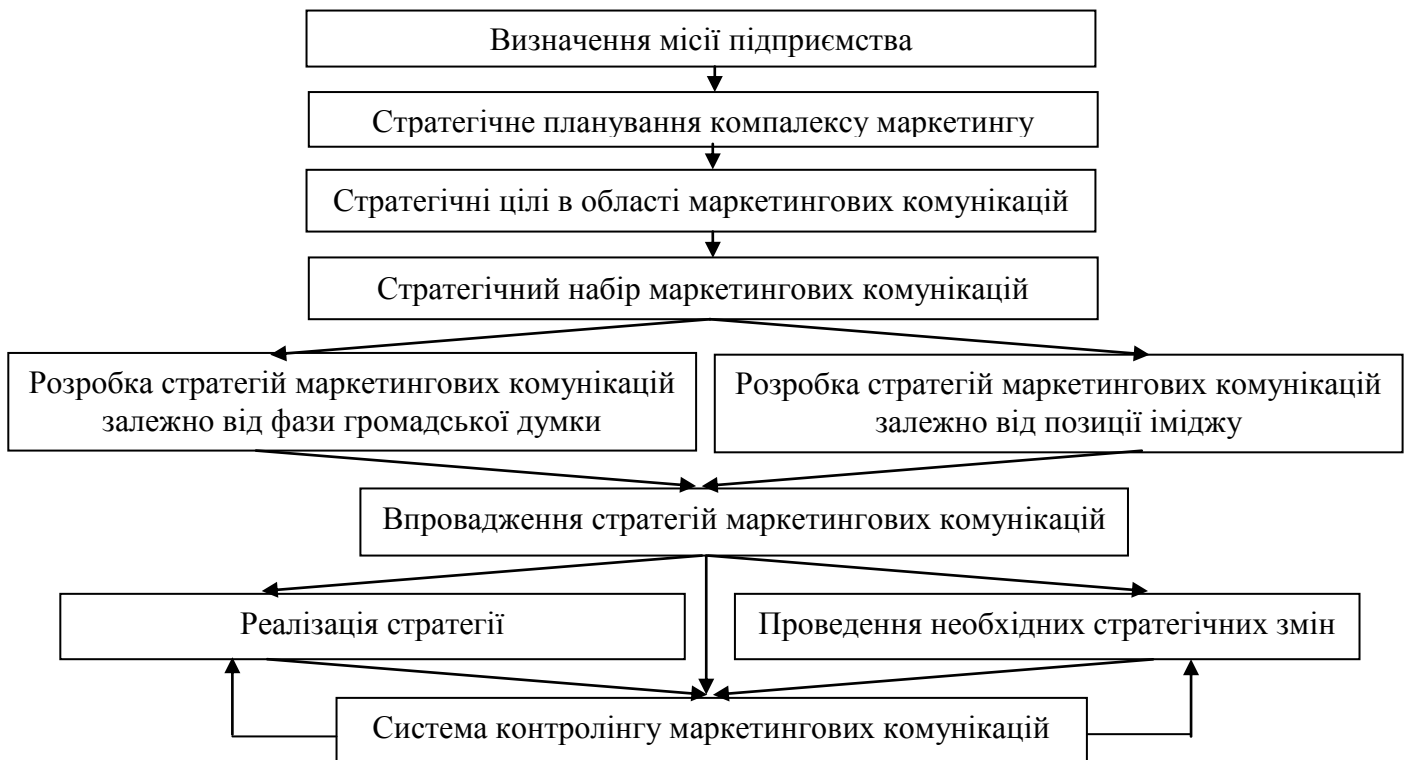 Визначення місії підприємства
Стратегічне планування компалексу маркетингу
Стратегічні цілі в області маркетингових комунікацій
Стратегічний набір маркетингових комунікацій
Розробка стратегій маркетингових комунікацій
залежно від фази громадської думки
Розробка стратегій маркетингових комунікацій
залежно від позиції іміджу
Впровадження стратегій маркетингових комунікацій
Реалізація стратегії
Проведення необхідних стратегічних змін
Система контролінгу маркетингових комунікацій